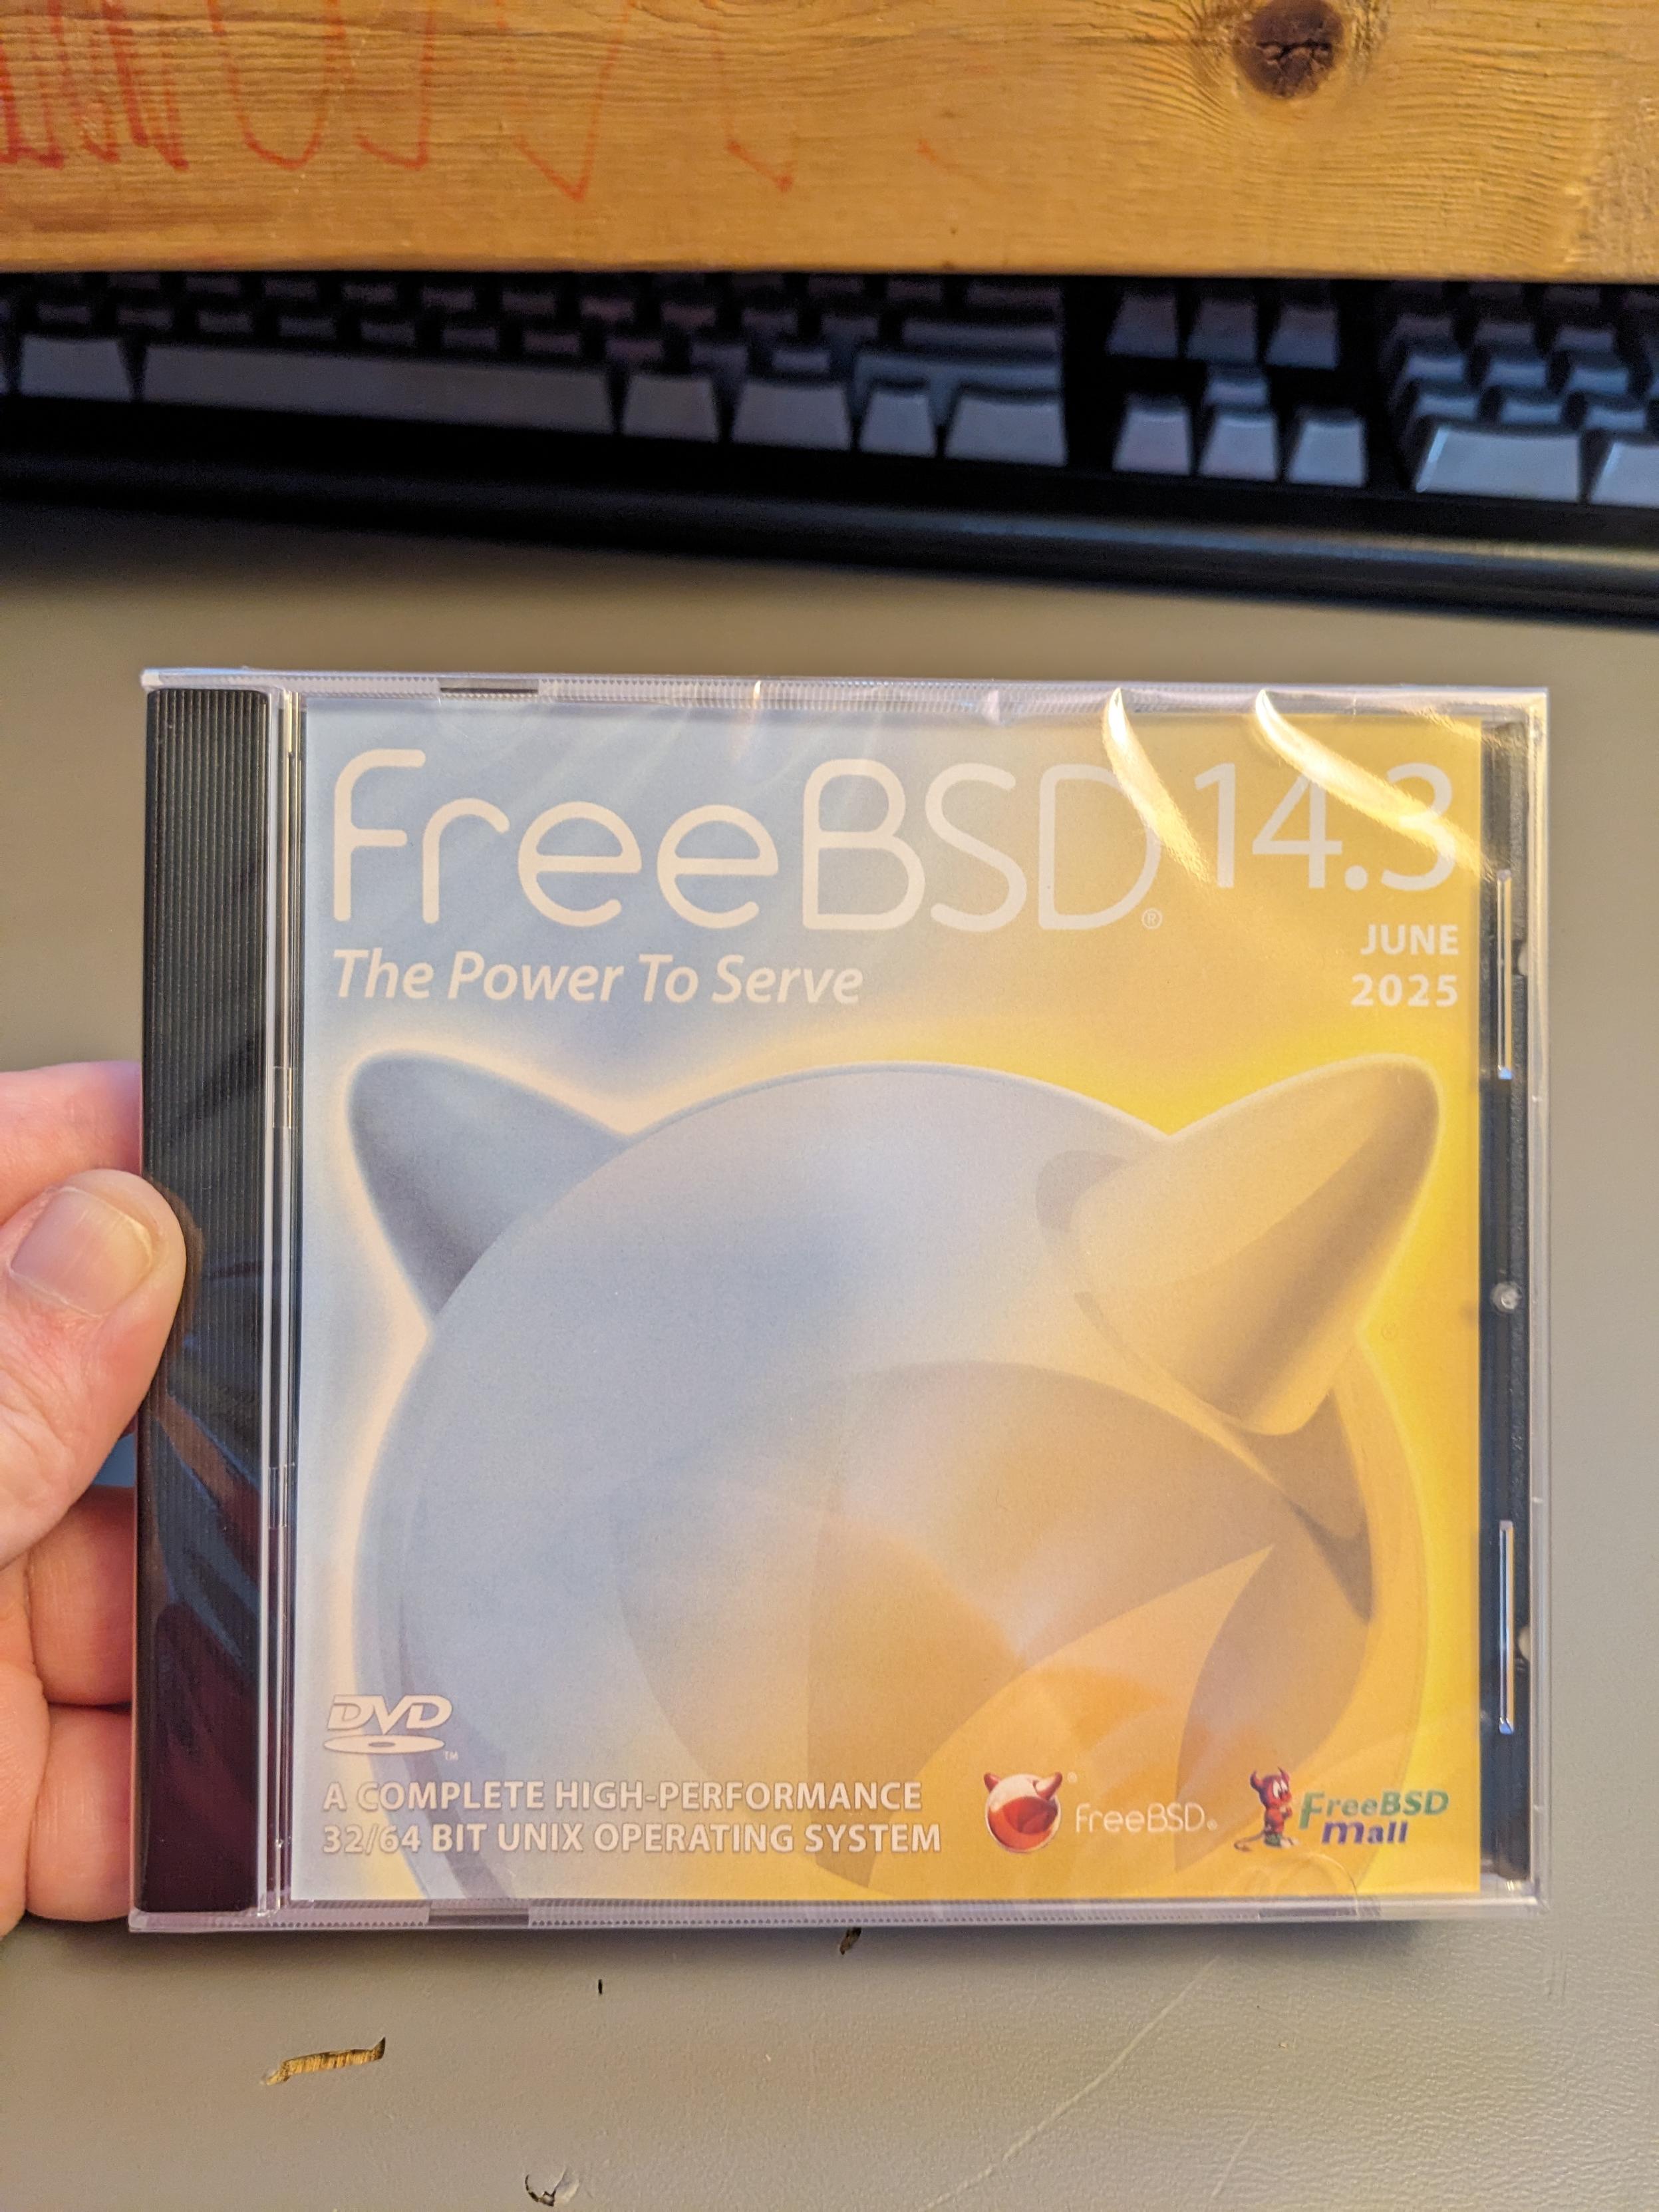 FreeBSD® 14.3
The Power To Serve
JUNE
2025
DVD™
A COMPLETE HIGH-PERFORMANCE
32/64 BIT UNIX OPERATING SYSTEM
®
FreeBSD®
FreeBSD
mall